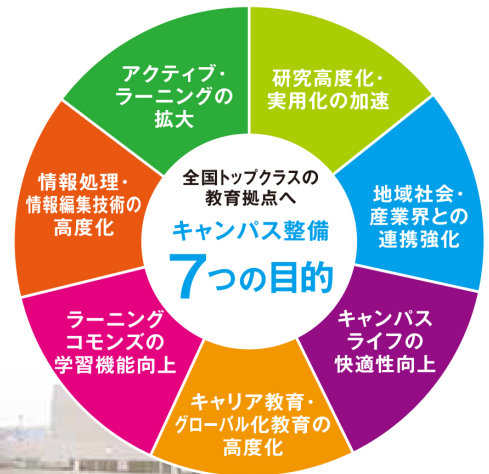 全国トップクラスの
教育拠点へ
キャンパス整備
7つの目的
研究高度化・
実用化の加速
地域社会・
産業界との
連携強化
キャンパス
ライフの
快適性向上
キャリア教育・
グローバル化教育の
高度化
ラーニング
コモンズの
学習機能向上
情報処理・
情報編集技術の
高度化
アクティブ・
ラーニングの
拡大